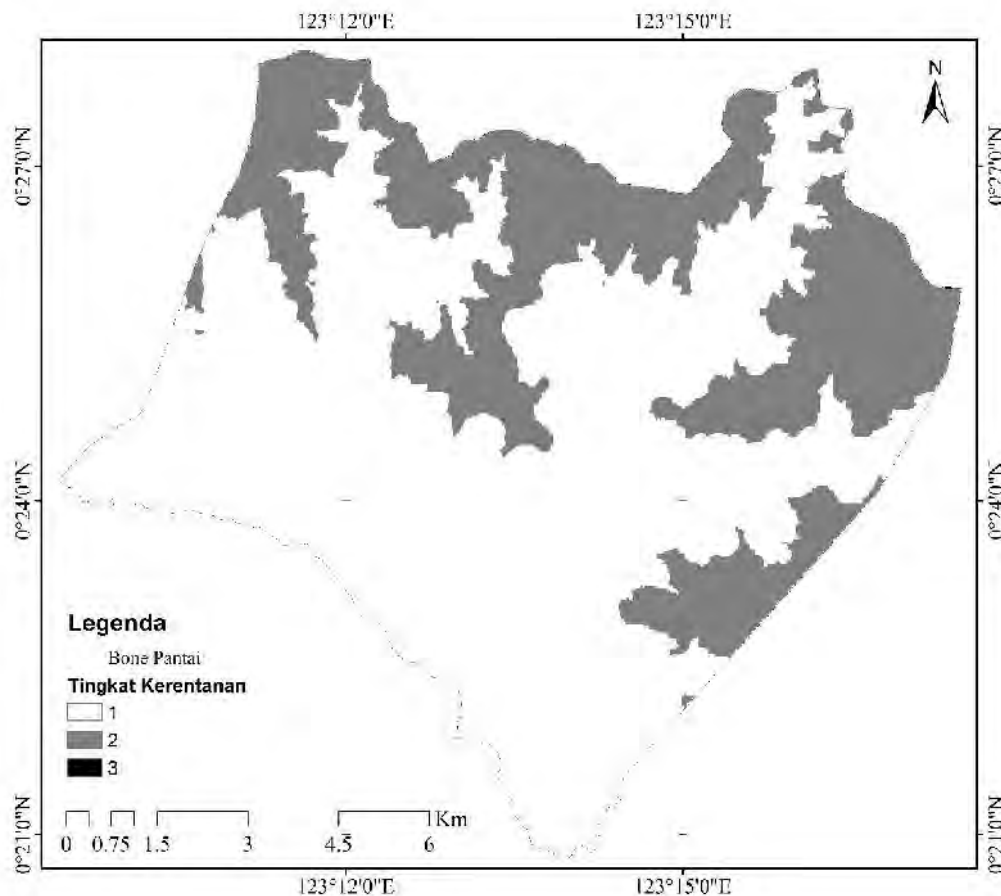 123°12'0"E 123°15'0"E
N
0°27'0"N 0°27'0"N
0°24'0"N 0°24'0"N
Legenda
Bone Pantai
Tingkat Kerentanan
1
2
3
Km
0 0.75 1.5 3 4.5 6
0°21'0"N 0°21'0"N
123°12'0"E 123°15'0"E